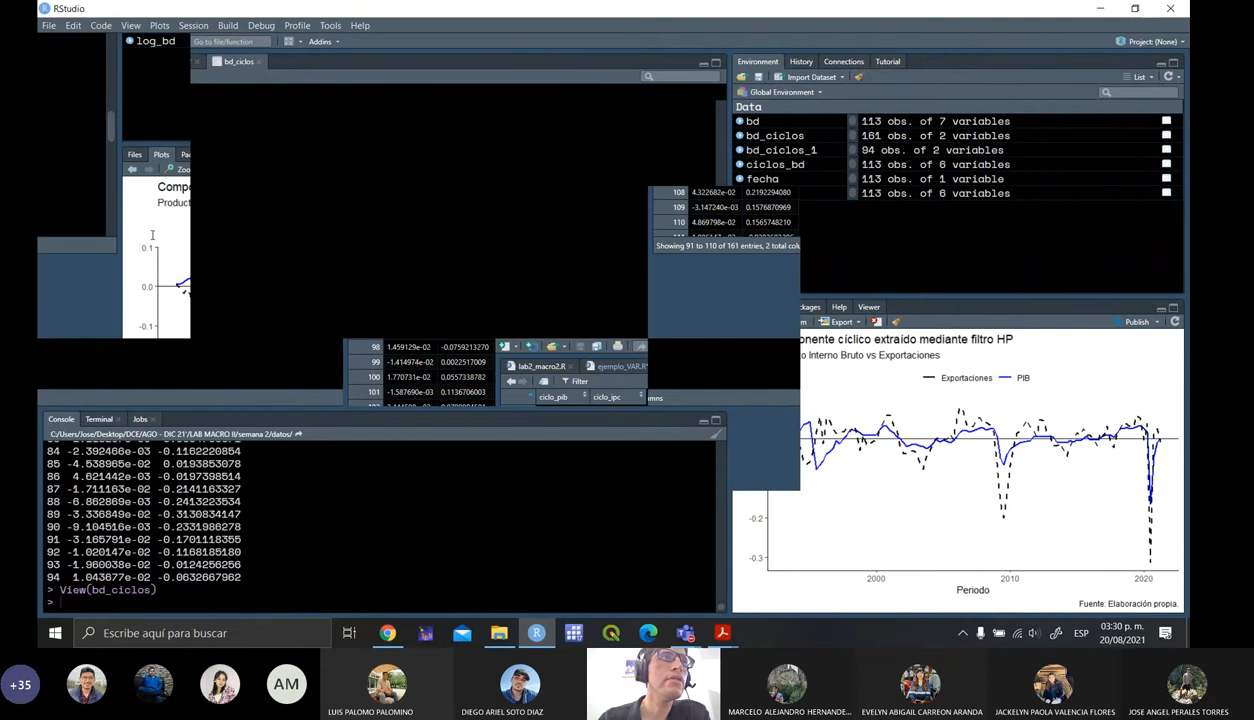 RStudio
File Edit Code View Plots Session Build Debug Profile Tools Help
log_bd
Go to file/function
Addins
Project: (None)
bd_ciclos
Environment History Connections Tutorial
Import Dataset
List
Global Environment
Data
bd 113 obs. of 7 variables
bd_ciclos 161 obs. of 2 variables
bd_ciclos_1 94 obs. of 2 variables
ciclos_bd 113 obs. of 6 variables
fecha 113 obs. of 1 variable
113 obs. of 6 variables
Files Plots Pac
Zoo
Compo
Product
0.1
0.0
-0.1
108 4.322682e-02 0.2192294080
109 -3.147240e-03 0.1576870969
110 4.869798e-02 0.1565748210
Showing 91 to 110 of 161 entries, 2 total colu
98 1.459129e-02 -0.0759213270
99 -1.414974e-02 0.0022517009
100 1.770731e-02 0.0557338782
101 -1.587690e-03 0.1136706003
lab2_macro2.R ejemplo_VAR.R
Filter
ciclo_pib ciclo_ipc
mns
ckages Help Viewer
m Export Publish
onente cíclico extraído mediante filtro HP
to Interno Bruto vs Exportaciones
Exportaciones PIB
-0.2
-0.3
2000 2010 2020
Periodo
Fuente: Elaboración propia.
Console Terminal Jobs
C:/Users/Jose/Desktop/DCE/AGO - DIC 21'/LAB MACRO II/semana 2/datos/
84 -2.392466e-03 -0.1162220854
85 -4.538965e-02 0.0193853078
86 4.621442e-03 -0.0197398514
87 -1.711163e-02 -0.2141163327
88 -6.862869e-03 -0.2413223534
89 -3.336849e-02 -0.3130834147
90 -9.104516e-03 -0.2331986278
91 -3.165791e-02 -0.1701118355
92 -1.020147e-02 -0.1168185180
93 -1.960038e-02 -0.0124256256
94 1.043677e-02 -0.0632667962
> View(bd_ciclos)
>
Escribe aquí para buscar
ESP
03:30 p. m.
20/08/2021
+35
AM
LUIS PALOMO PALOMINO
DIEGO ARIEL SOTO DIAZ
MARCELO ALEJANDRO HERNANDE...
EVELYN ABIGAIL CARREON ARANDA
JACKELYN PAOLA VALENCIA FLORES
JOSE ANGEL PERALES TORRES